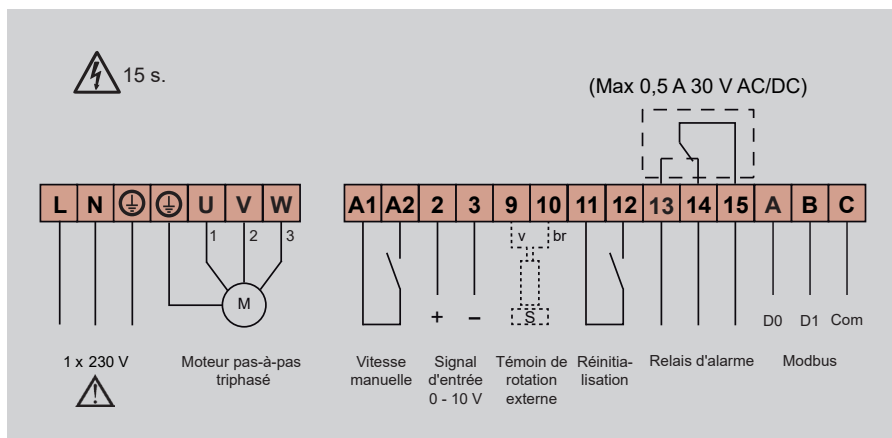 15 s.
(Max 0,5 A 30 V AC/DC)
L N U V W
A1 A2 2 3 9 10 11 12 13 14 15 A B C
1 2 3
v br
M
S
+ –
D0 D1 Com
1 x 230 V
Moteur pas-à-pas
triphasé
Vitesse
manuelle
Signal
d'entrée
0 - 10 V
Témoin de
rotation
externe
Réinitia-
lisation
Relais d'alarme
Modbus